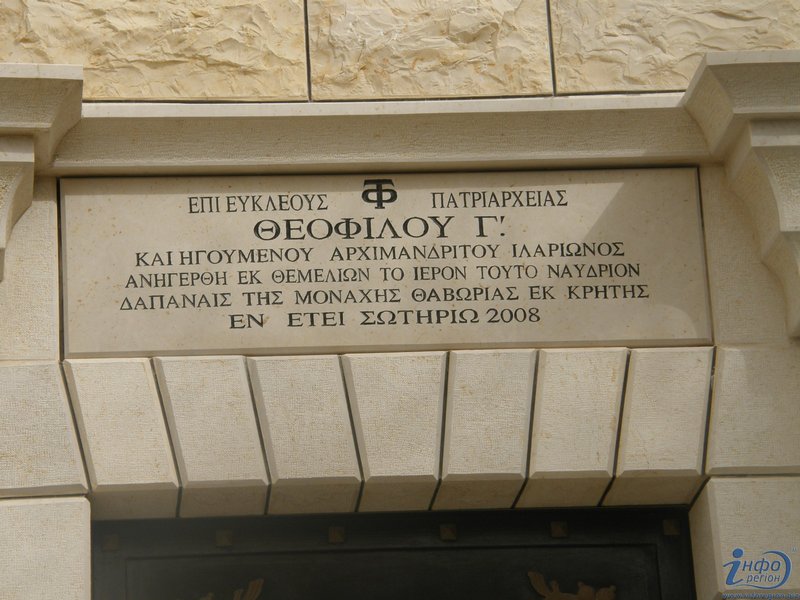 ΕΠΙ ΕΥΚΛΕΟΥΣ ΠΑΤΡΙΑΡΧΕΙΑΣ
ΘΕΟΦΙΛΟΥ Γ'.
ΚΑΙ ΗΓΟΥΜΕΝΟΥ ΑΡΧΙΜΑΝΔΡΙΤΟΥ ΙΛΑΡΙΩΝΟΣ
ΑΝΗΓΕΡΘΗ ΕΚ ΘΕΜΕΛΙΩΝ ΤΟ ΙΕΡΟΝ ΤΟΥΤΟ ΝΑΥΔΡΙΟΝ
ΔΑΠΑΝΑΙΣ ΤΗΣ ΜΟΝΑΧΗΣ ΘΑΒΩΡΙΑΣ ΕΚ ΚΡΗΤΗΣ
ΕΝ ΕΤΕΙ ΣΩΤΗΡΙΩ 2008
інфо
регіон